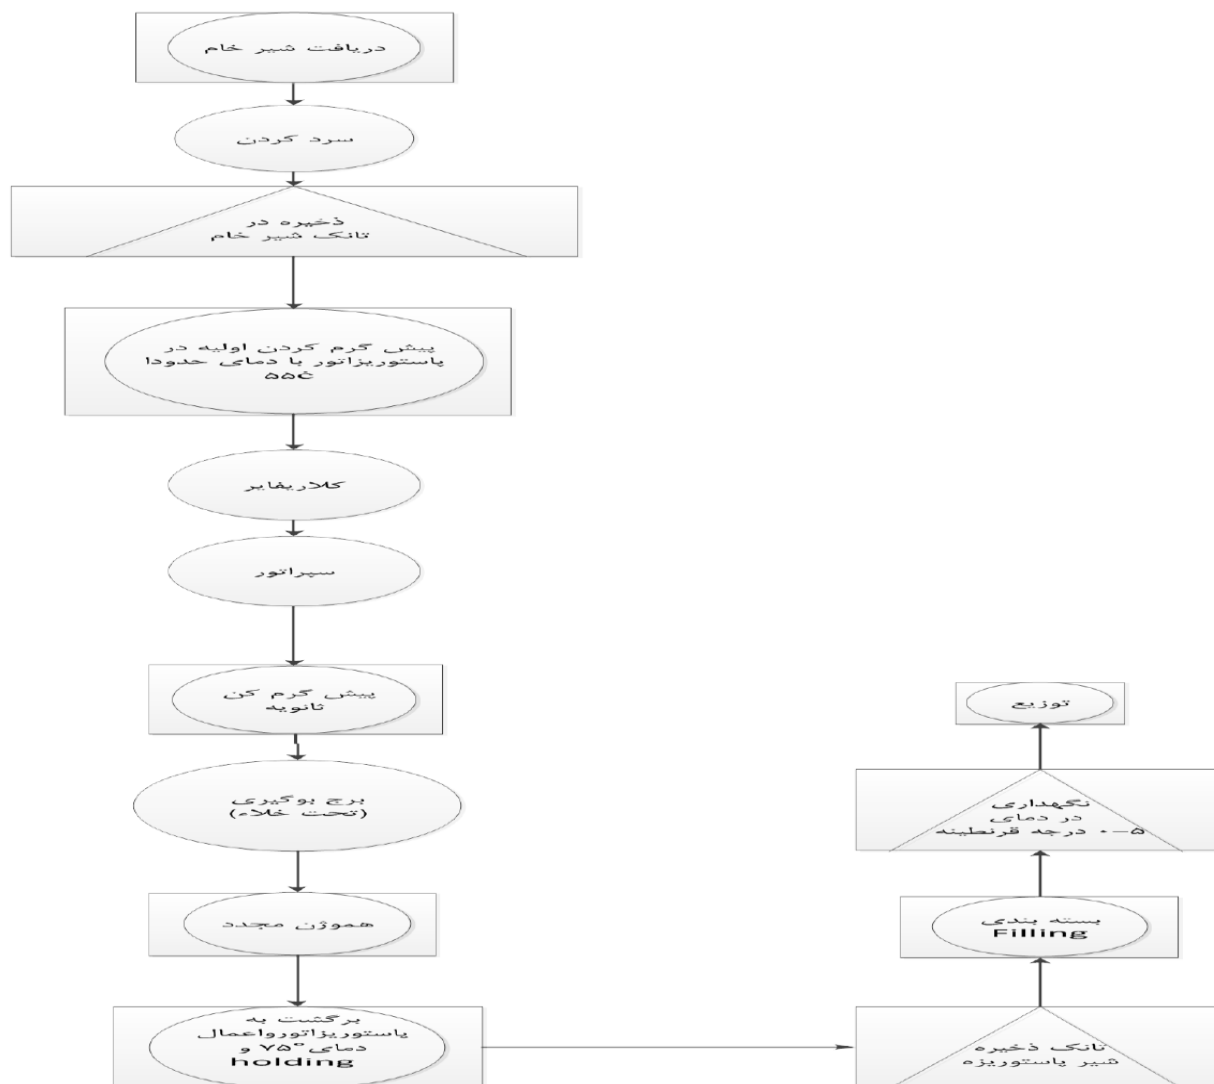 دریافت شیر خام
سرد کردن
ذخیره در
تانک شیر خام
پیش گرم کردن اولیه در
پاستوریزاتور با دمای حدودا
۵۵c
کلاریفایر
سپراتور
پیش گرم کن
ثانویه
برج بوگیری
(تحت خلاء)
هموژن مجدد
برگشت به
پاستوریزاتورواعمال
دمای ۷۵° و
holding
تانک ذخیره
شیر پاستوریزه
بسته بندی
Filling
نگهداری
در دمای
۵-۰ درجه قرنطینه
توزیع